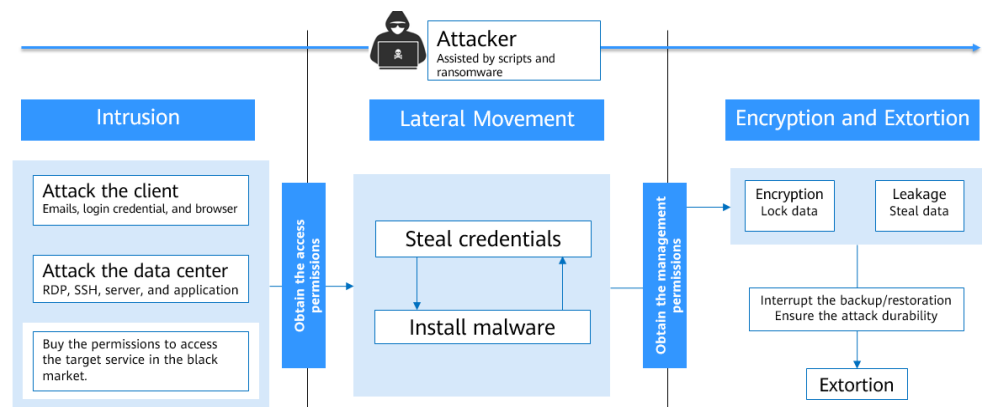 Attacker
Assisted by scripts and
ransomware
Intrusion
Lateral Movement
Encryption and Extortion
Attack the client
Emails, login credential, and browser
Attack the data center
RDP, SSH, server, and application
Buy the permissions to access
the target service in the black
market.
Obtain the access
permissions
Steal credentials
Install malware
Obtain the management
permissions
Encryption
Lock data
Leakage
Steal data
Interrupt the backup/restoration
Ensure the attack durability
Extortion